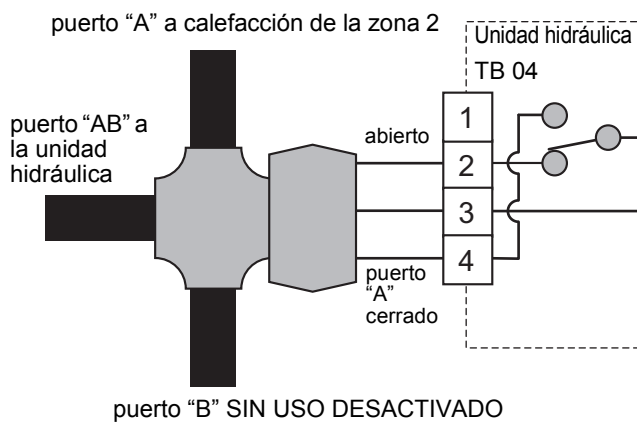 puerto “A” a calefacción de la zona 2
Unidad hidráulica
TB 04
puerto “AB” a
la unidad
hidráulica
abierto
1
2
3
4
puerto
“A”
cerrado
puerto “B” SIN USO DESACTIVADO